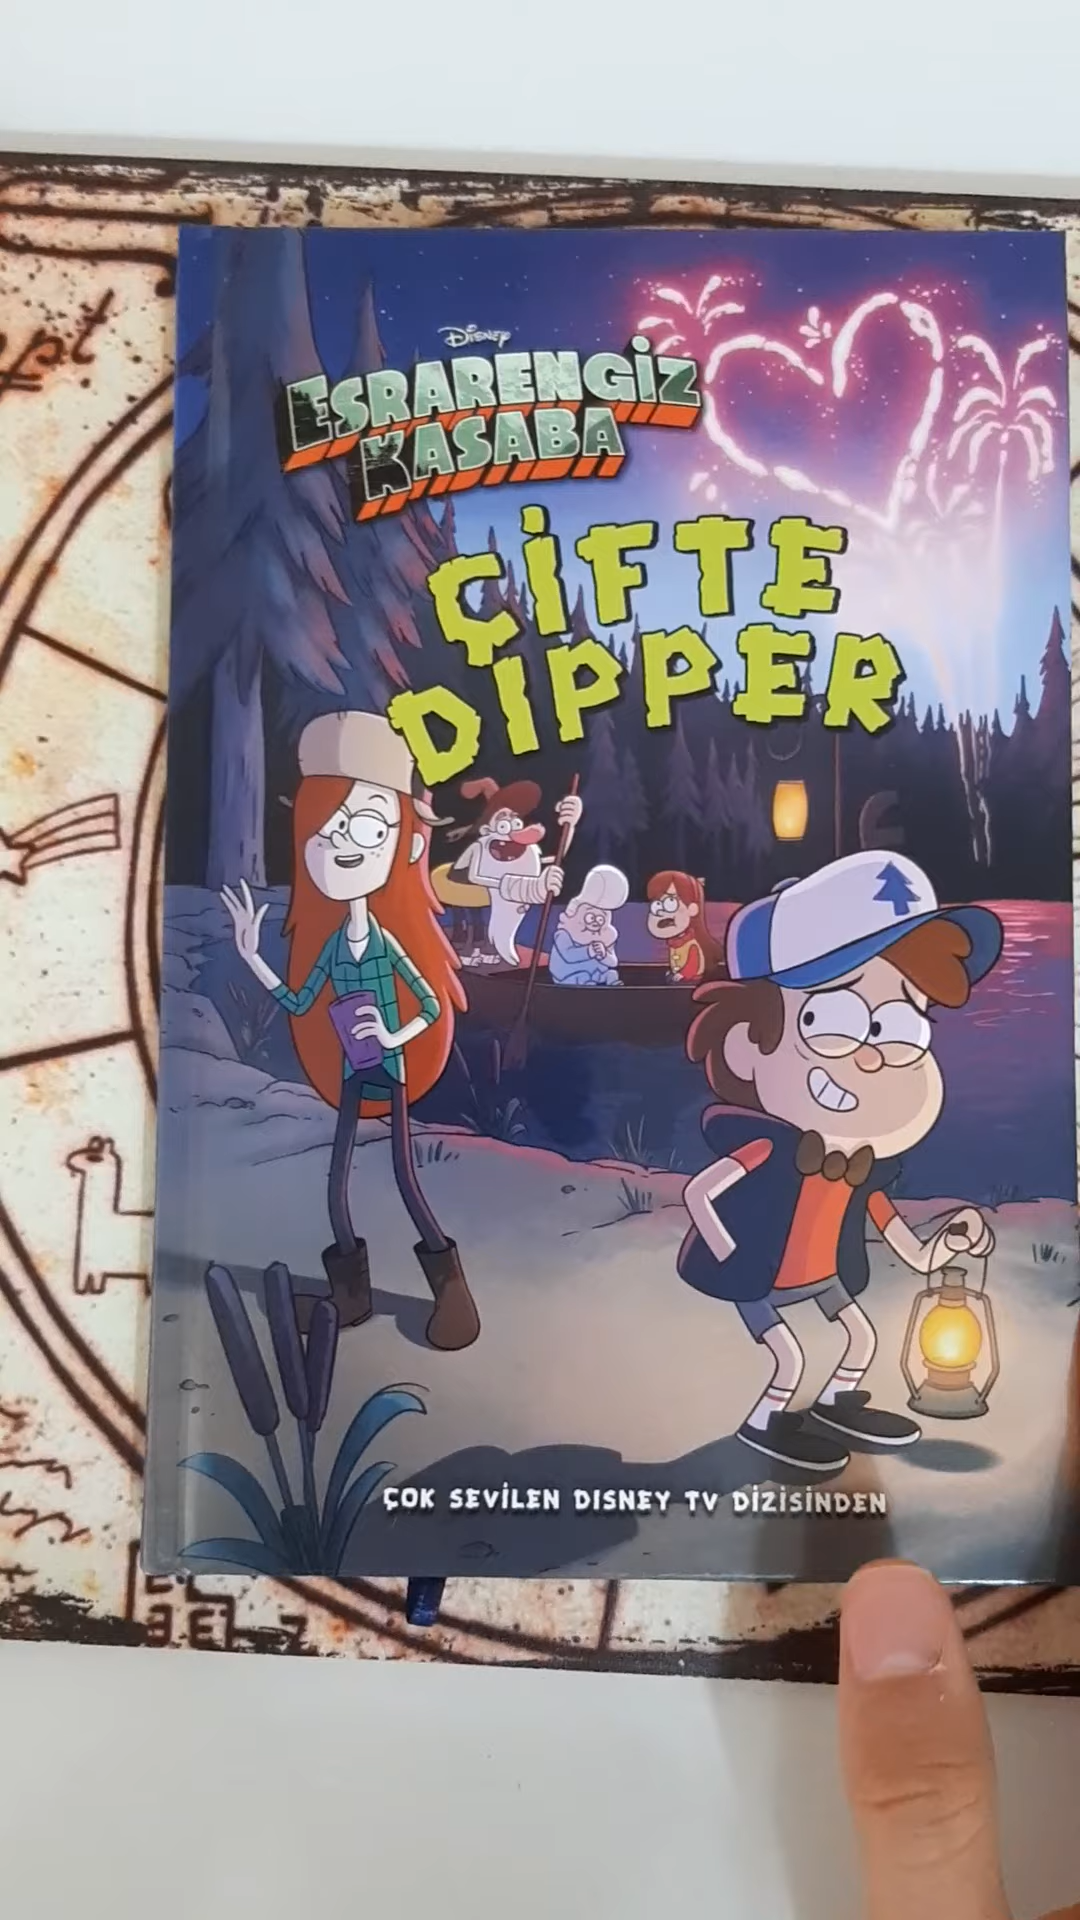 Disney
ESRARENGİZ
KASABA
ÇİFTE
DIPPER
ÇOK SEVİLEN DISNEY TV DİZİSİNDEN